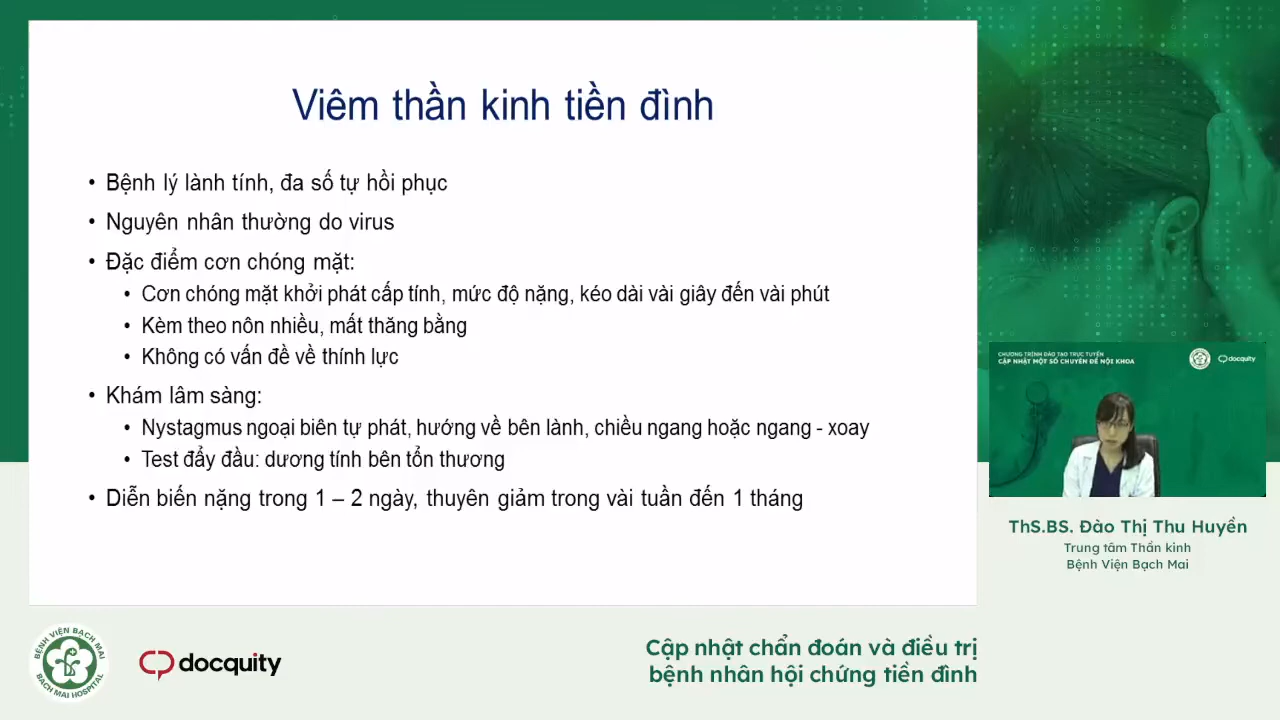 Viêm thần kinh tiền đình
• Bệnh lý lành tính, đa số tự hồi phục
• Nguyên nhân thường do virus
• Đặc điểm cơn chóng mặt:
• Cơn chóng mặt khởi phát cấp tính, mức độ nặng, kéo dài vài giây đến vài phút
• Kèm theo nôn nhiều, mất thăng bằng
• Không có vấn đề về thính lực
• Khám lâm sàng:
• Nystagmus ngoại biên tự phát, hướng về bên lành, chiều ngang hoặc ngang - xoay
• Test đẩy đầu: dương tính bên tổn thương
• Diễn biến nặng trong 1 – 2 ngày, thuyên giảm trong vài tuần đến 1 tháng
CHƯƠNG TRÌNH ĐÀO TẠO TRỰC TUYẾN
CẬP NHẬT MỘT SỐ CHUYÊN ĐỀ NỘI KHOA
docquity
ThS.BS. Đào Thị Thu Huyền
Trung tâm Thần kinh
Bệnh Viện Bạch Mai
BỆNH VIỆN BẠCH MAI
BACH MAI HOSPITAL
docquity
Cập nhật chẩn đoán và điều trị
bệnh nhân hội chứng tiền đình